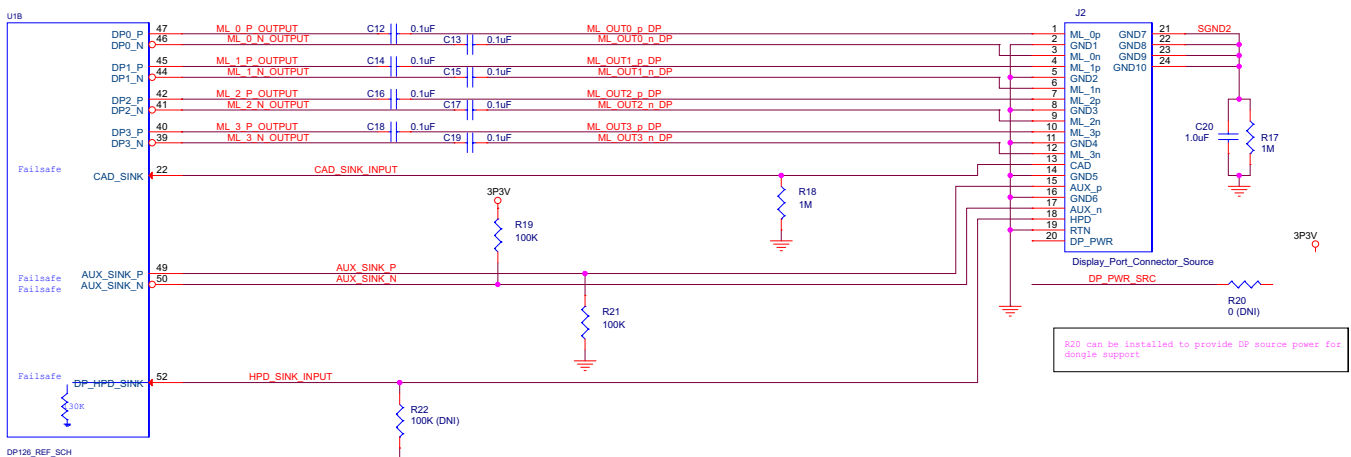 U1B
J2
DP0_P 47 ML_0_P_OUTPUT C12 0.1uF ML_OUT0_p_DP 1 ML_0p GND7 21 SGND2
DP0_N 46 ML_0_N_OUTPUT C13 0.1uF ML_OUT0_n_DP 2 GND1 GND8 22
3 ML_0n GND9 23
DP1_P 45 ML_1_P_OUTPUT C14 0.1uF ML_OUT1_p_DP 4 ML_1p GND10 24
DP1_N 44 ML_1_N_OUTPUT C15 0.1uF ML_OUT1_n_DP 5 GND2
6 ML_1n
DP2_P 42 ML_2_P_OUTPUT C16 0.1uF ML_OUT2_p_DP 7 ML_2p
DP2_N 41 ML_2_N_OUTPUT C17 0.1uF ML_OUT2_n_DP 8 GND3
9 ML_2n
DP3_P 40 ML_3_P_OUTPUT C18 0.1uF ML_OUT3_p_DP 10 ML_3p
DP3_N 39 ML_3_N_OUTPUT C19 0.1uF ML_OUT3_n_DP 11 GND4
12 ML_3n
C20
1.0uF
R17
1M
Failsafe
CAD_SINK 22 CAD_SINK_INPUT 13 CAD
14 GND5
15 AUX_p
16 GND6
17 AUX_n
18 HPD
19 RTN
20 DP_PWR
Display_Port_Connector_Source
R18
1M
3P3V
R19
100K
3P3V
AUX_SINK_P 49 AUX_SINK_P
Failsafe
AUX_SINK_N 50 AUX_SINK_N
Failsafe
DP_PWR_SRC
R20
0 (DNI)
R21
100K
R20 can be installed to provide DP source power for
dongle support
Failsafe
DP_HPD_SINK 52 HPD_SINK_INPUT
130K
R22
100K (DNI)
DP126_REF_SCH